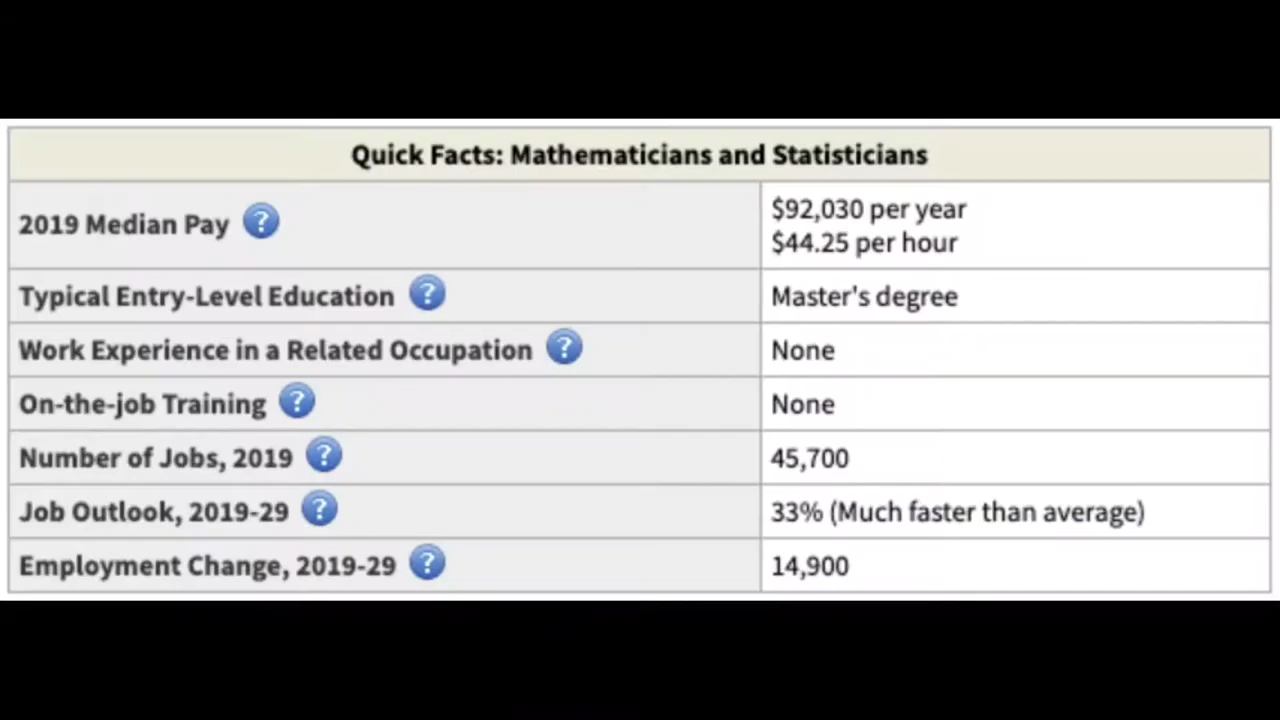 Quick Facts: Mathematicians and Statisticians
2019 Median Pay ?
$92,030 per year
$44.25 per hour
Typical Entry-Level Education ?
Master's degree
Work Experience in a Related Occupation ?
None
On-the-job Training ?
None
Number of Jobs, 2019 ?
45,700
Job Outlook, 2019-29 ?
33% (Much faster than average)
Employment Change, 2019-29 ?
14,900